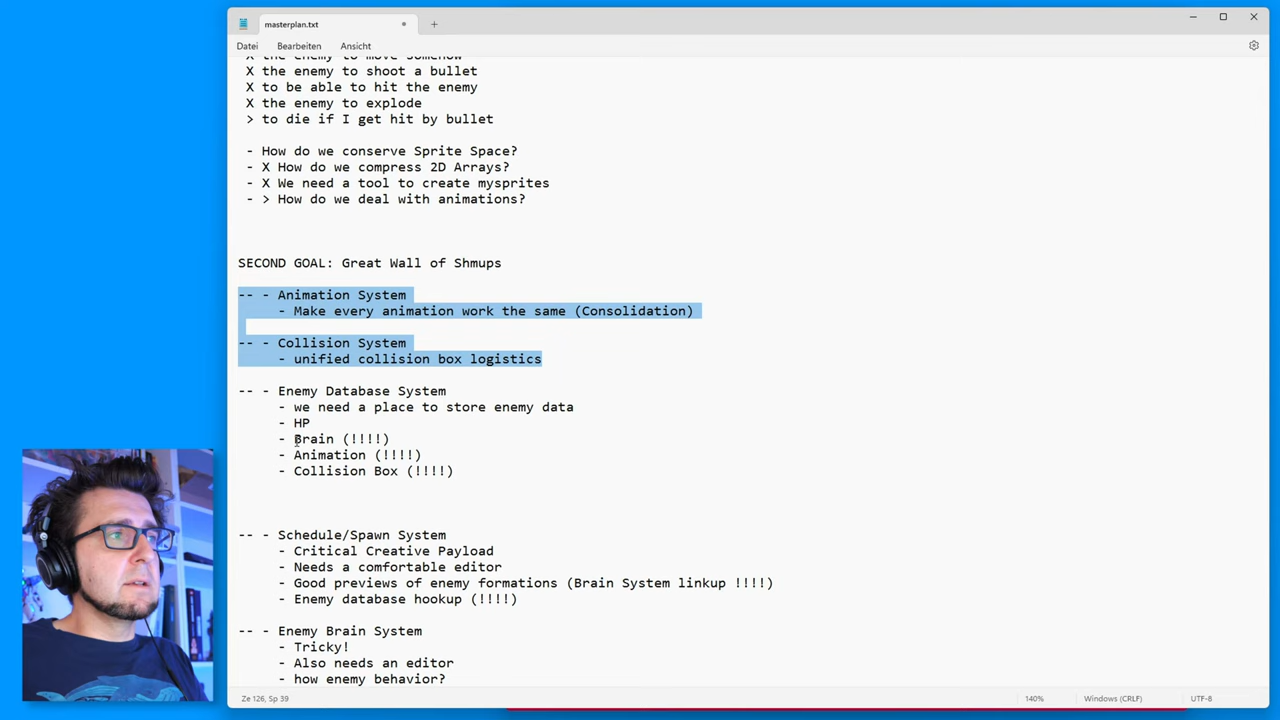 masterplan.txt
Datei Bearbeiten Ansicht
X the enemy to move somehow
X the enemy to shoot a bullet
X to be able to hit the enemy
X the enemy to explode
> to die if I get hit by bullet
- How do we conserve Sprite Space?
- X How do we compress 2D Arrays?
- X We need a tool to create mysprites
- > How do we deal with animations?
SECOND GOAL: Great Wall of Shmups
-- - Animation System
- Make every animation work the same (Consolidation)
-- - Collision System
- unified collision box logistics
-- - Enemy Database System
- we need a place to store enemy data
- HP
- Brain (!!!!)
- Animation (!!!!)
- Collision Box (!!!!)
-- - Schedule/Spawn System
- Critical Creative Payload
- Needs a comfortable editor
- Good previews of enemy formations (Brain System linkup !!!!)
- Enemy database hookup (!!!!)
-- - Enemy Brain System
- Tricky!
- Also needs an editor
- how enemy behavior?
Ze 126, Sp 39 140% Windows (CRLF) UTF-8